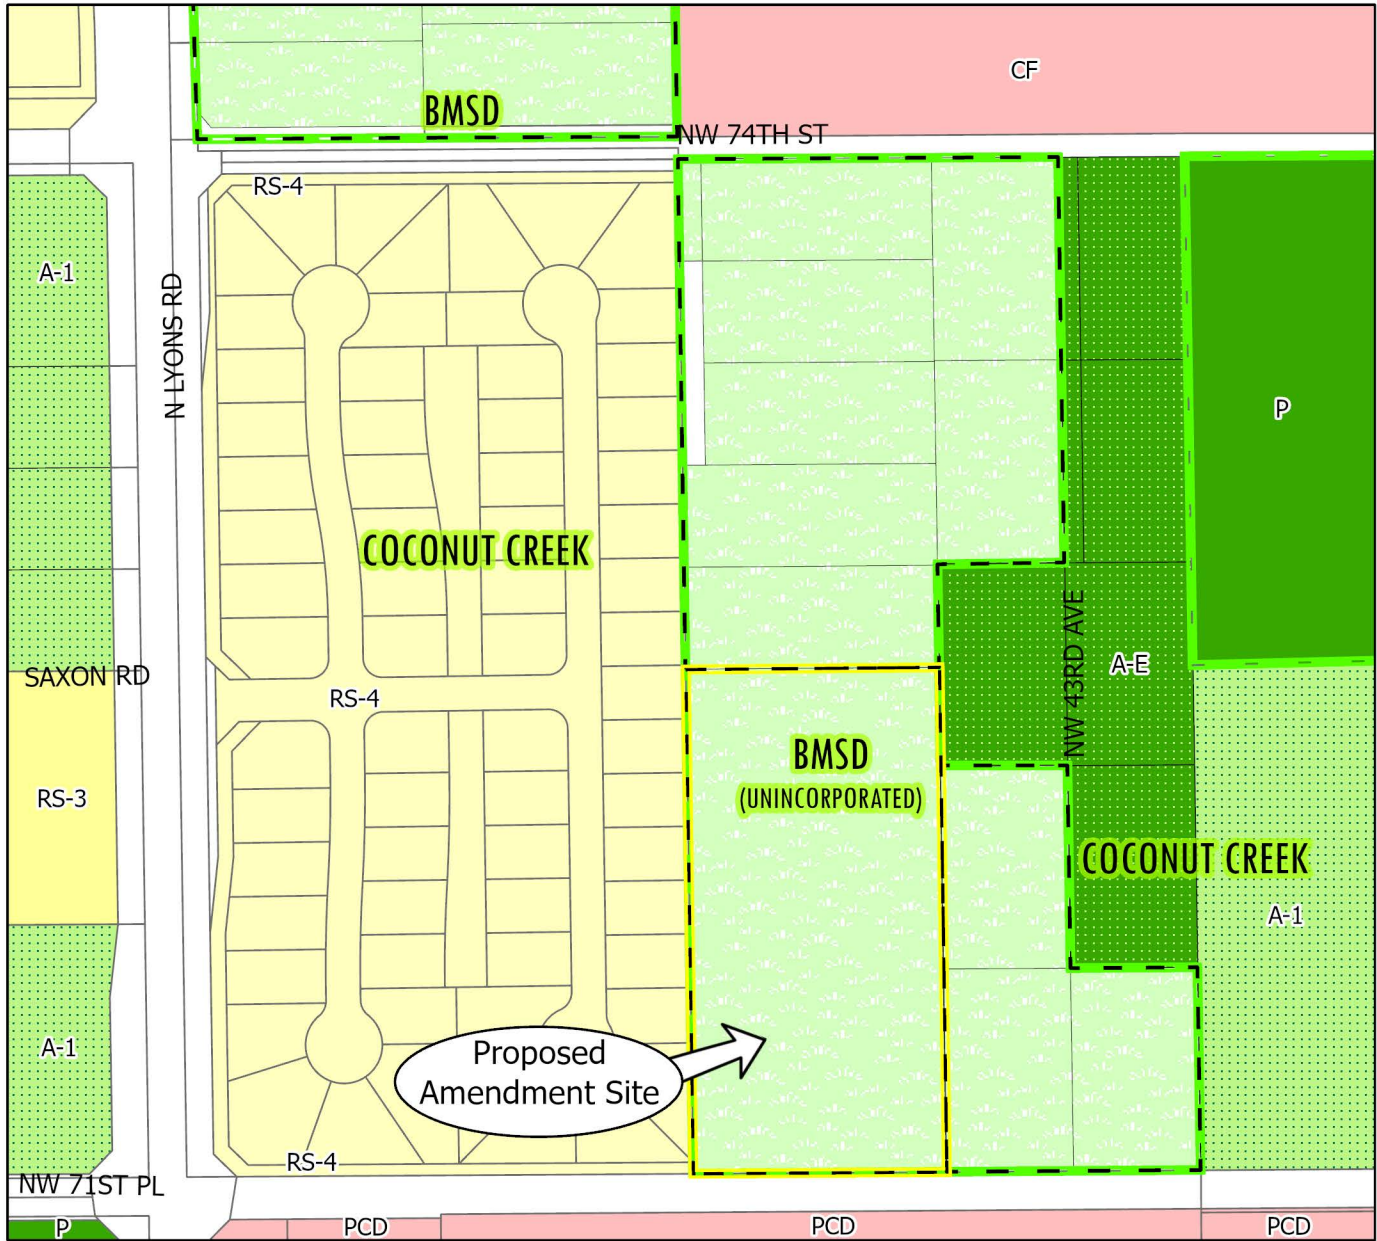 CF
BMSD
NW 74TH ST
RS-4
A-1
N LYONS RD
P
COCONUT CREEK
NW 43RD AVE
A-E
SAXON RD
RS-4
BMSD
(UNINCORPORATED)
RS-3
COCONUT CREEK
A-1
A-1
Proposed
Amendment Site
RS-4
NW 71ST PL
P
PCD
PCD
PCD